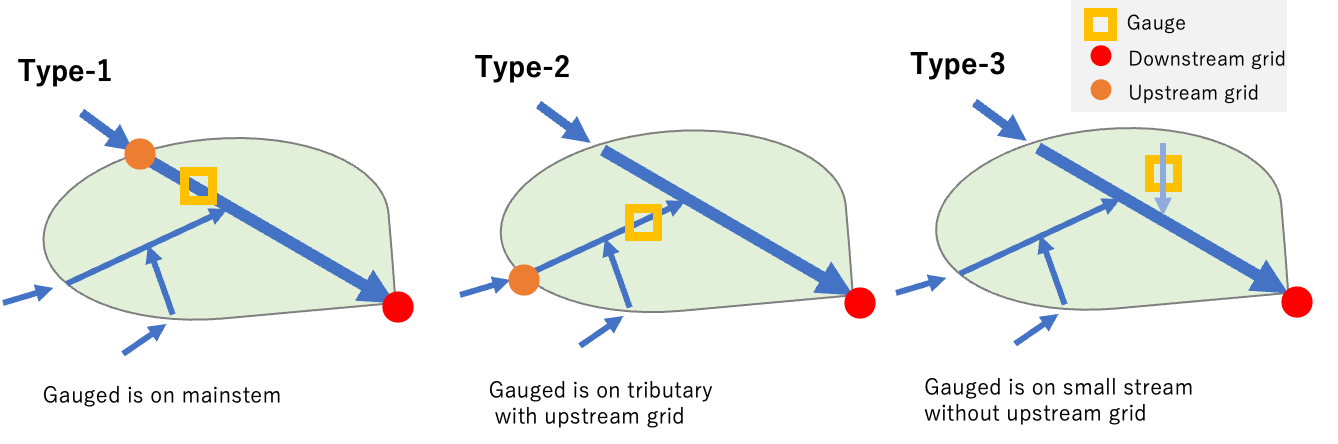 Type-1
Type-2
Type-3
Gauge
Downstream grid
Upstream grid
Gauged is on mainstem
Gauged is on tributary
with upstream grid
Gauged is on small stream
without upstream grid